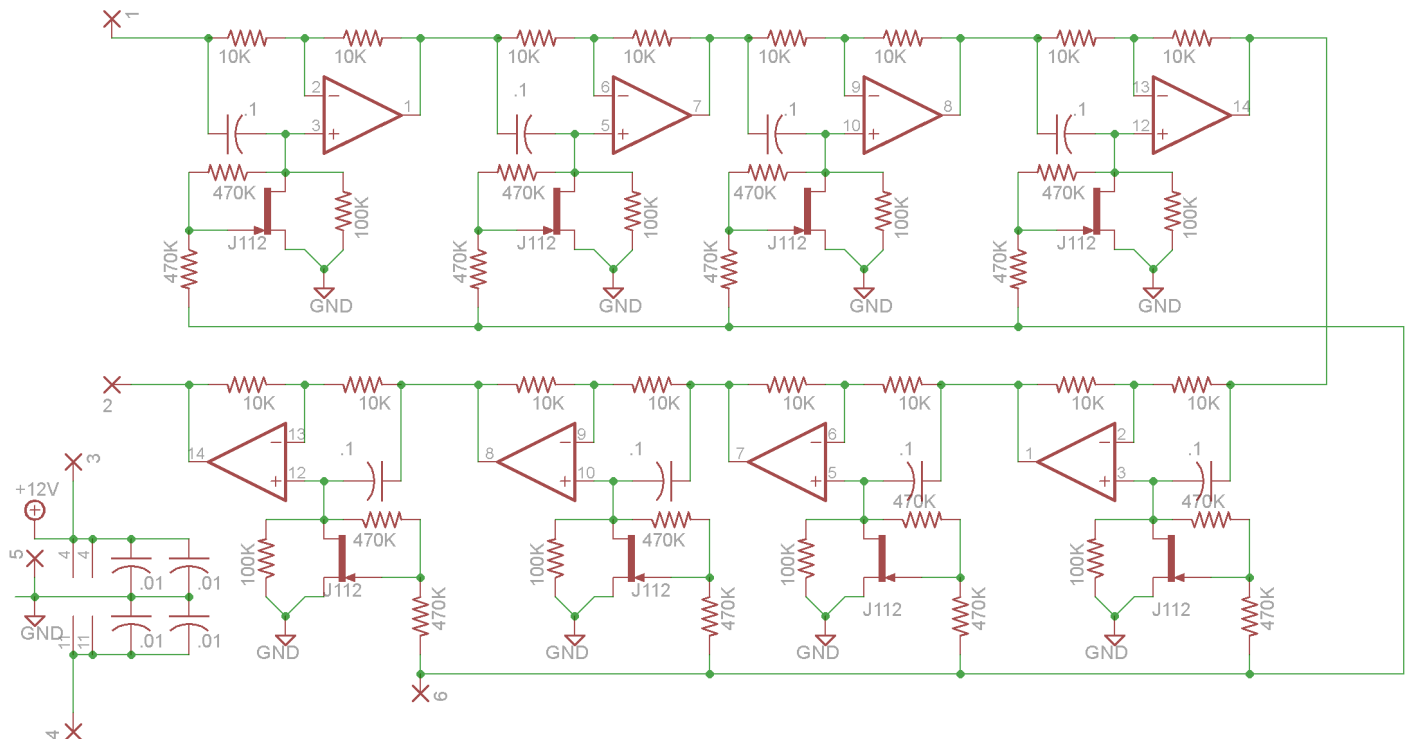 1
10K 10K 10K 10K 10K 10K 10K 10K
2 1 6 7 9 8 13 14
.1 .1 .1 .1
3 5 10 12
470K 470K 470K 470K
100K 100K 100K 100K
J112 J112 J112 J112
470K 470K 470K 470K
GND GND GND GND
2
10K 10K 10K 10K 10K 10K 10K 10K
14 13 8 9 7 6 1 2
.1 .1 .1 .1
12 10 5 3
3
+12V
470K 470K
470K 470K
5
4 4
100K 100K 100K 100K
.01 .01
J112 J112 J112 J112
470K 470K 470K 470K
GND
11 11
.01 .01
GND GND GND GND
6
4